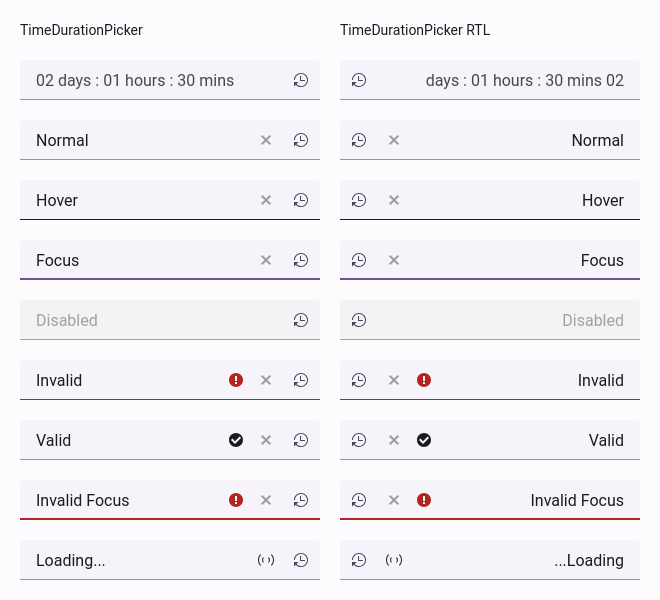 TimeDurationPicker
TimeDurationPicker RTL
02 days : 01 hours : 30 mins
days : 01 hours : 30 mins 02
Normal
Normal
Hover
Hover
Focus
Focus
Disabled
Disabled
Invalid
Invalid
Valid
Valid
Invalid Focus
Invalid Focus
Loading...
...Loading